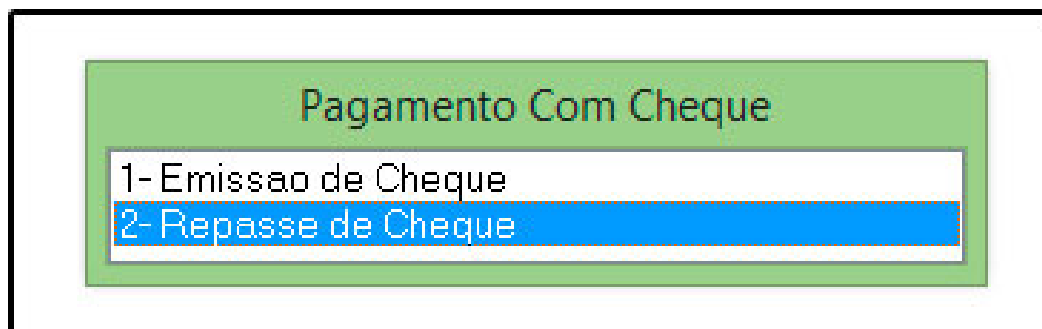 Pagamento Com Cheque
1- Emissao de Cheque
2- Repasse de Cheque